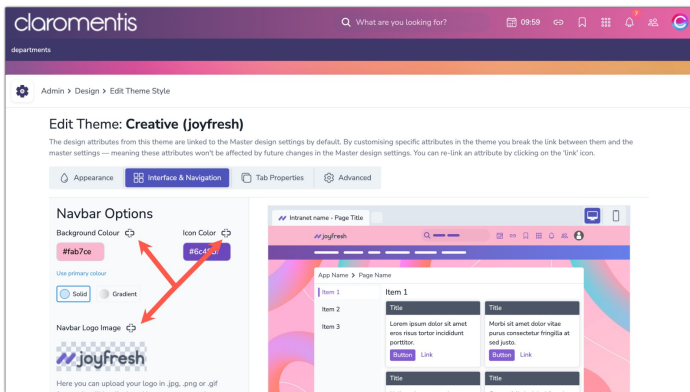 claromentis
What are you looking for?
09:59
departments
Admin > Design > Edit Theme Style
Edit Theme: Creative (joyfresh)
The design attributes from this theme are linked to the Master design settings by default. By customising specific attributes in the theme you break the link between them and the
master settings — meaning these attributes won't be affected by future changes in the Master design settings. You can re-link an attribute by clicking on the 'link' icon.
Appearance
Interface & Navigation
Tab Properties
Advanced
Navbar Options
Background Colour
Icon Color
#fab7ce
Use primary colour
Solid
Gradient
Navbar Logo Image
joyfresh
Here you can upload your logo in .jpg, .png or .gif
Intranet name - Page Title
joyfresh
App Name > Page Name
Item 1
Item 2
Item 3
Item 1
Title
Lorem ipsum dolor sit amet
eros risus tortor incididunt
porttitor.
Button Link
Title
Morbi sit amet dolor vitae
purus consectetur fringilla at
sed justo.
Button Link
Title
Title